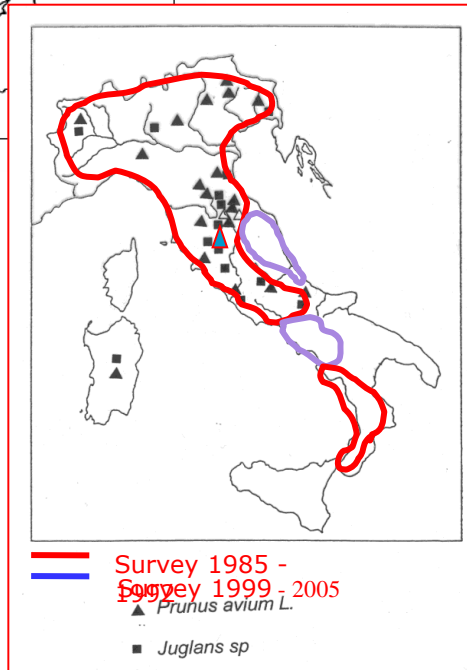 Survey 1985 -
1992
Survey 1999 - 2005
Prunus avium L.
Juglans sp